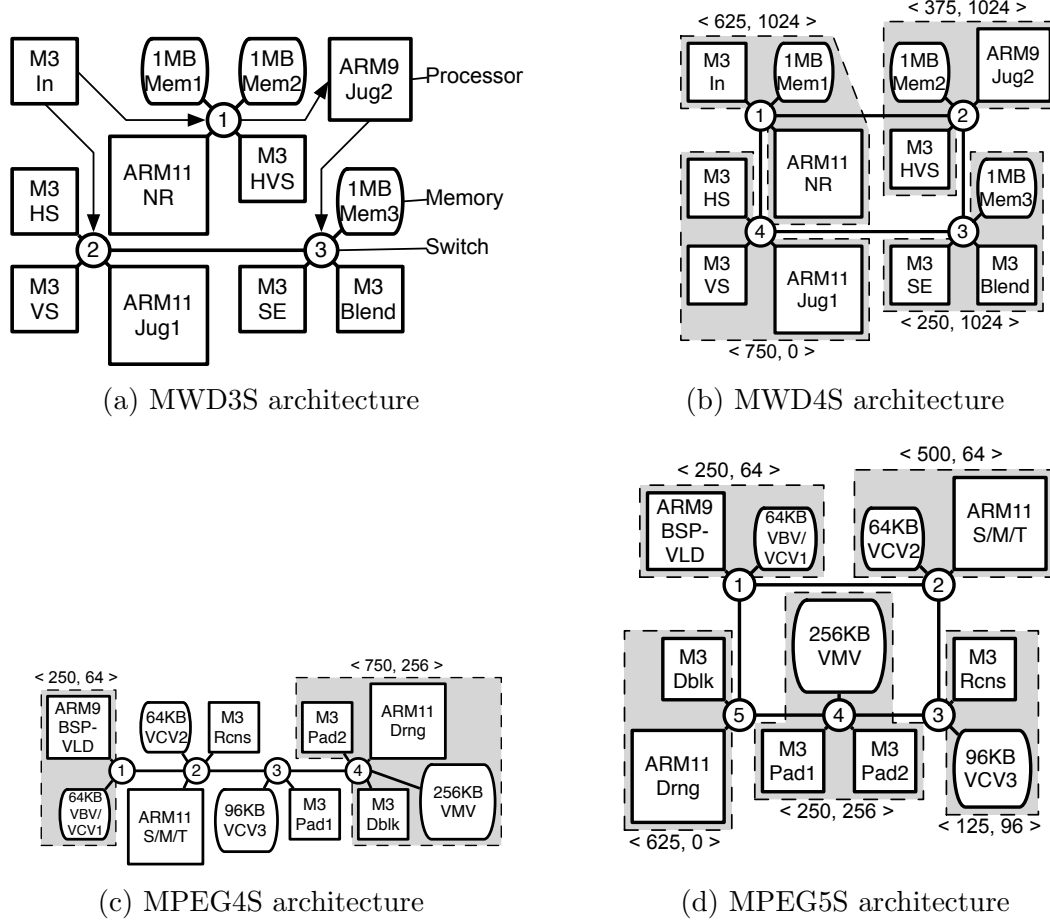 M3
In
1MB
Mem1
1MB
Mem2
ARM9
Jug2
Processor
1
ARM11
NR
M3
HVS
M3
HS
1MB
Mem3
Memory
2
3
Switch
M3
VS
ARM11
Jug1
M3
SE
M3
Blend
(a) MWD3S architecture
< 625, 1024 >
< 375, 1024 >
M3
In
1MB
Mem1
1MB
Mem2
ARM9
Jug2
1
2
ARM11
NR
M3
HVS
M3
HS
1MB
Mem3
4
3
M3
VS
ARM11
Jug1
M3
SE
M3
Blend
< 250, 1024 >
< 750, 0 >
(b) MWD4S architecture
< 250, 64 >
< 750, 256 >
ARM9
BSP-
VLD
64KB
VCV2
M3
Rcns
M3
Pad2
ARM11
Drng
1
2
3
4
64KB
VBV/
VCV1
ARM11
S/M/T
96KB
VCV3
M3
Pad1
M3
Dblk
256KB
VMV
(c) MPEG4S architecture
< 250, 64 >
< 500, 64 >
ARM9
BSP-
VLD
64KB
VBV/
VCV1
64KB
VCV2
ARM11
S/M/T
1
2
256KB
VMV
M3
Dblk
M3
Rcns
5
4
3
ARM11
Drng
M3
Pad1
M3
Pad2
96KB
VCV3
< 625, 0 >
< 250, 256 >
< 125, 96 >
(d) MPEG5S architecture